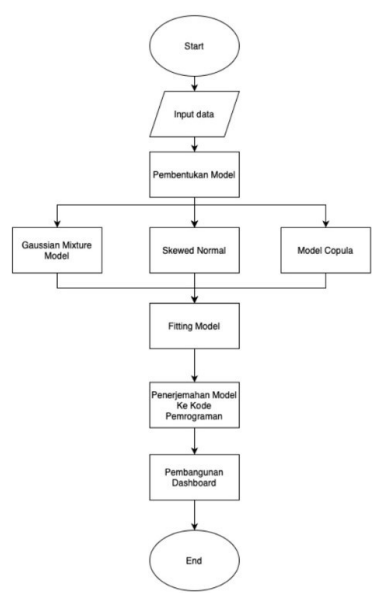 Start
Input data
Pembentukan Model
Gaussian Mixture
Model
Skewed Normal
Model Copula
Fitting Model
Penerjemahan Model
Ke Kode
Pemrograman
Pembangunan
Dashboard
End